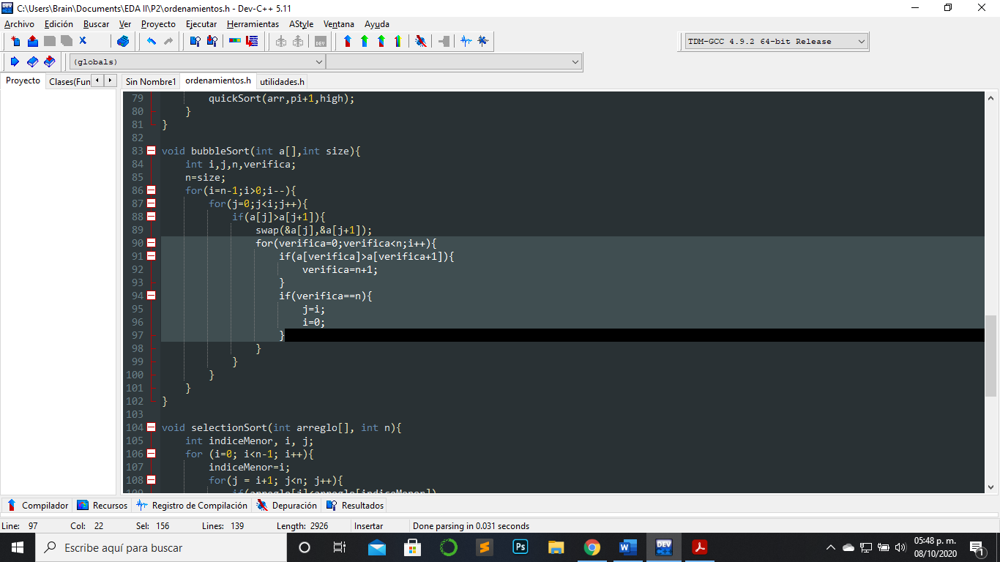 C:\Users\Brain\Documents\EDA II\P2\ordenamientos.h - Dev-C++ 5.11
Archivo Edición Buscar Ver Proyecto Ejecutar Herramientas AStyle Ventana Ayuda
TDM-GCC 4.9.2 64-bit Release
(globals)
Proyecto Clases(Fun Sin Nombre1 ordenamientos.h utilidades.h
79 quickSort(arr,pi+1,high);
80 }
81 }
82
83 void bubbleSort(int a[],int size){
84 int i,j,n,verifica;
85 n=size;
86 for(i=n-1;i>0;i--){
87 for(j=0;j<i;j++){
88 if(a[j]>a[j+1]){
89 swap(&a[j],&a[j+1]);
90 for(verifica=0;verifica<n;i++){
91 if(a[verifica]>a[verifica+1]){
92 verifica=n+1;
93 }
94 if(verifica==n){
95 j=i;
96 i=0;
97 }
98 }
99 }
100 }
101 }
102 }
103
104 void selectionSort(int arreglo[], int n){
105 int indiceMenor, i, j;
106 for (i=0; i<n-1; i++){
107 indiceMenor=i;
108 for(j = i+1; j<n; j++){
109 if(arreglo[j]<arreglo[indiceMenor])
Compilador Recursos Registro de Compilación Depuración Resultados
Line: 97 Col: 22 Sel: 156 Lines: 139 Length: 2926 Insertar Done parsing in 0.031 seconds
Escribe aquí para buscar
05:48 p. m.
08/10/2020